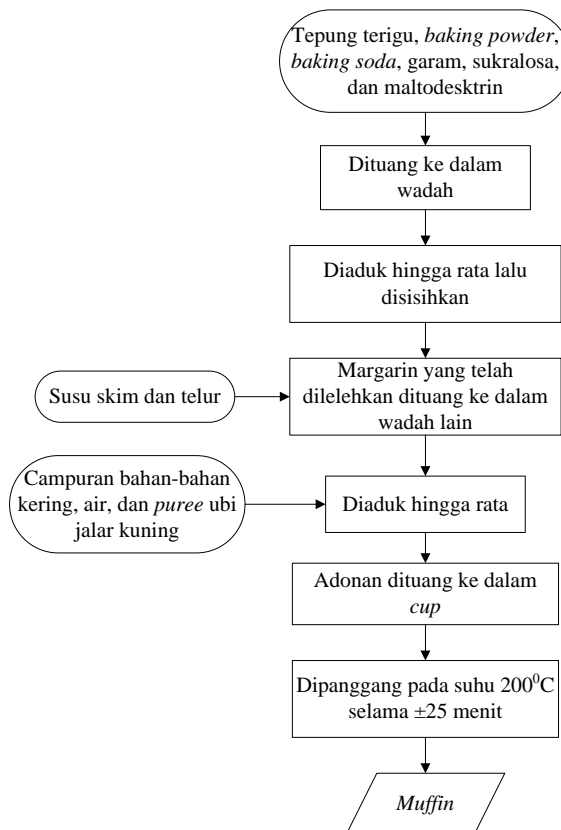 Tepung terigu, baking powder,
baking soda, garam, sukralosa,
dan maltodesktrin
Dituang ke dalam
wadah
Diaduk hingga rata lalu
disisihkan
Susu skim dan telur
Margarin yang telah
dilelehkan dituang ke dalam
wadah lain
Campuran bahan-bahan
kering, air, dan puree ubi
jalar kuning
Diaduk hingga rata
Adonan dituang ke dalam
cup
Dipanggang pada suhu 200⁰C
selama ±25 menit
Muffin